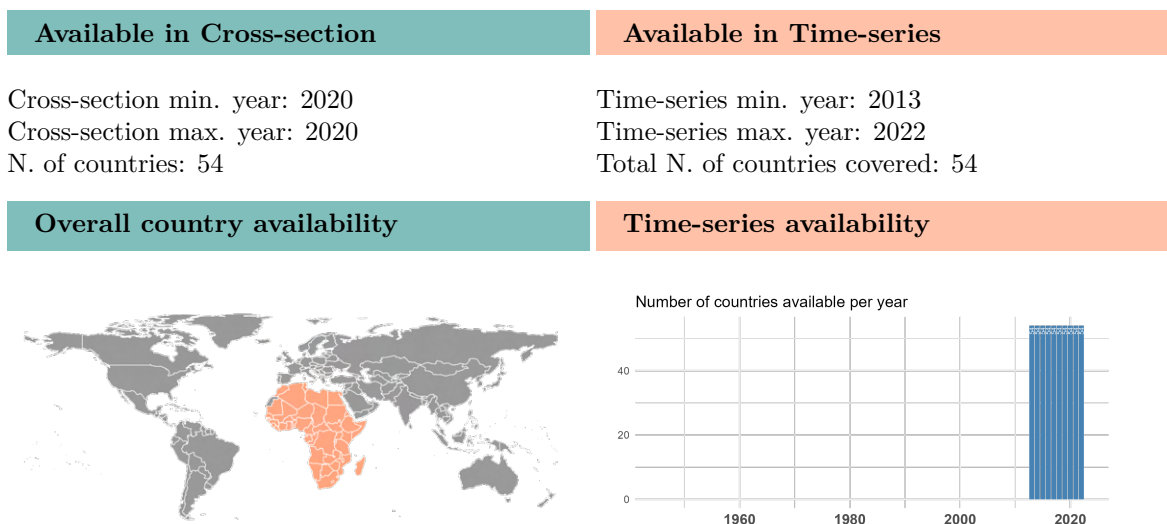 Available in Cross-section
Available in Time-series
Cross-section min. year: 2020
Cross-section max. year: 2020
N. of countries: 54
Time-series min. year: 2013
Time-series max. year: 2022
Total N. of countries covered: 54
Overall country availability
Time-series availability
Number of countries available per year
40
20
0
1960 1980 2000 2020